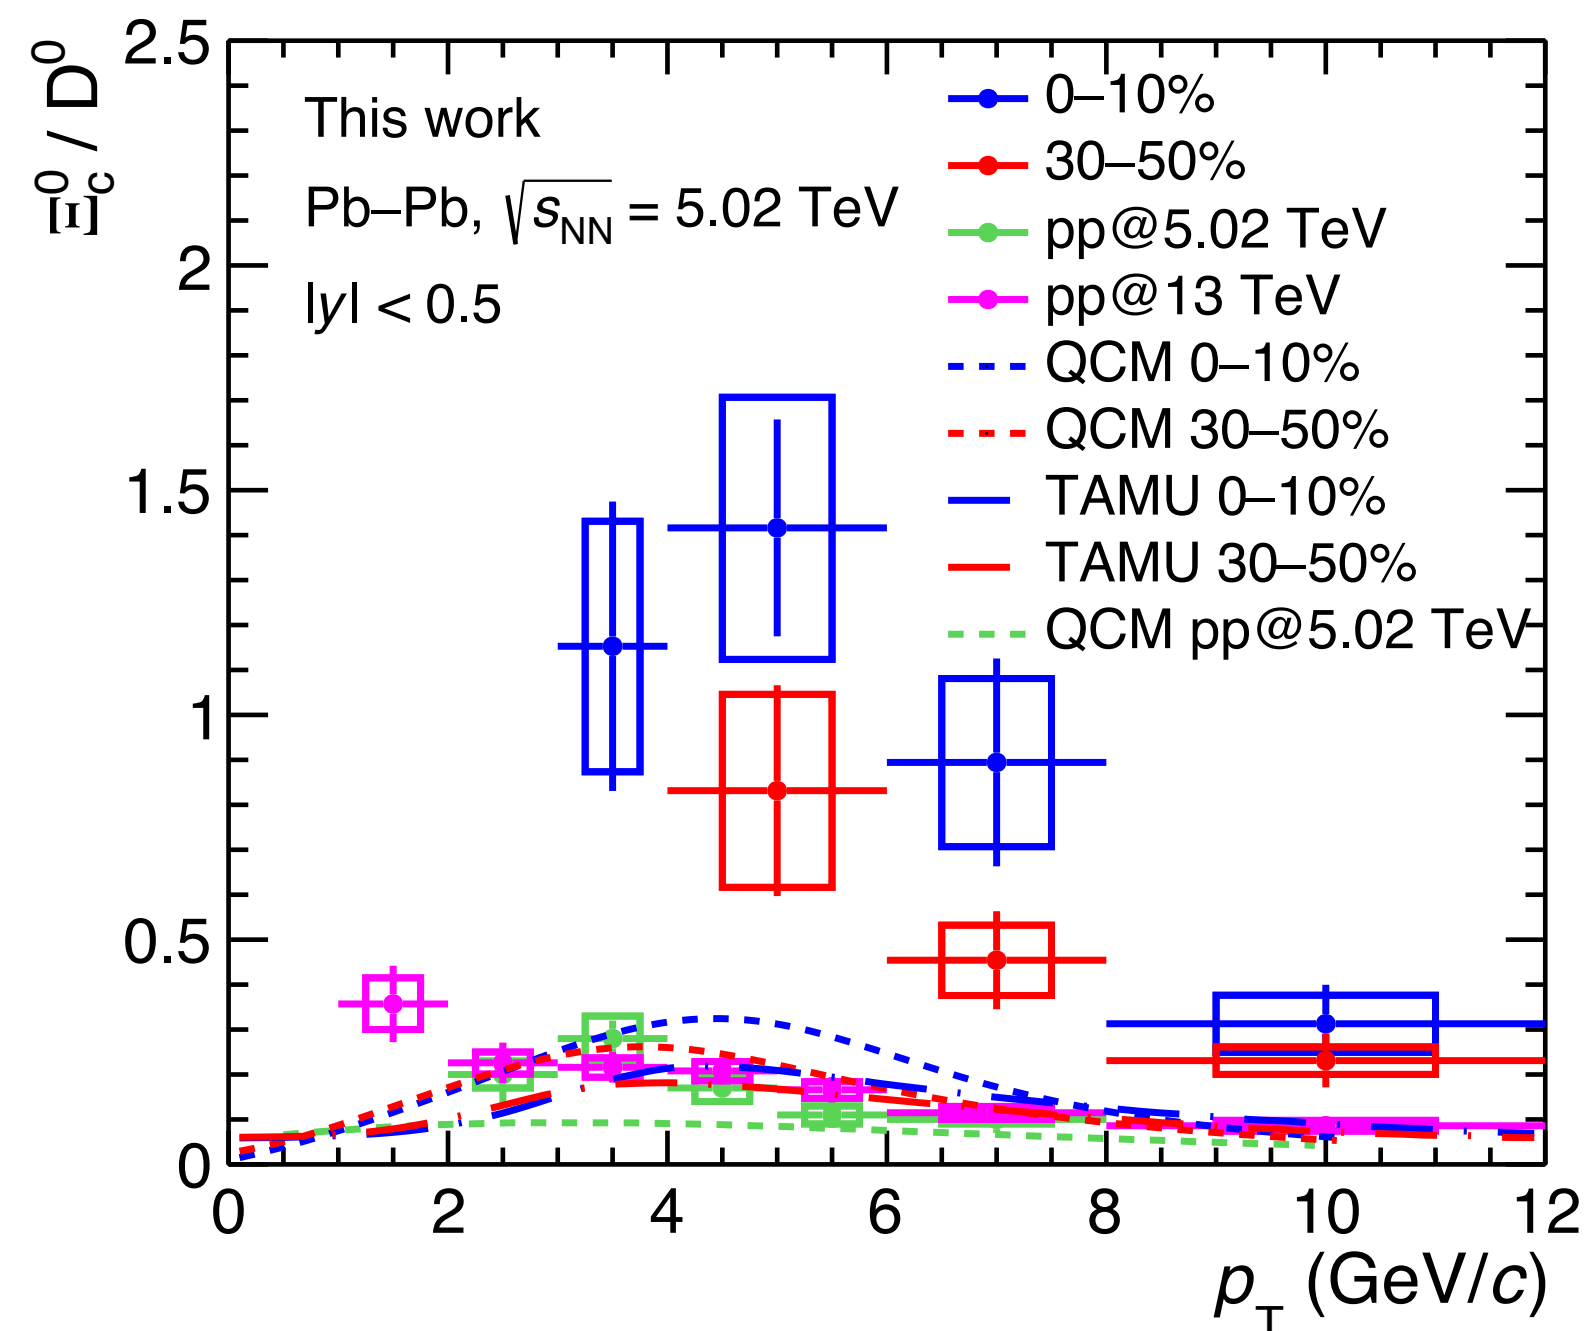 Ξ⁰c / D⁰
2.5
2
1.5
1
0.5
0
This work
Pb–Pb, √sNN = 5.02 TeV
|y| < 0.5
0–10%
30–50%
pp@5.02 TeV
pp@13 TeV
QCM 0–10%
QCM 30–50%
TAMU 0–10%
TAMU 30–50%
QCM pp@5.02 TeV
0 2 4 6 8 10 12
pT (GeV/c)